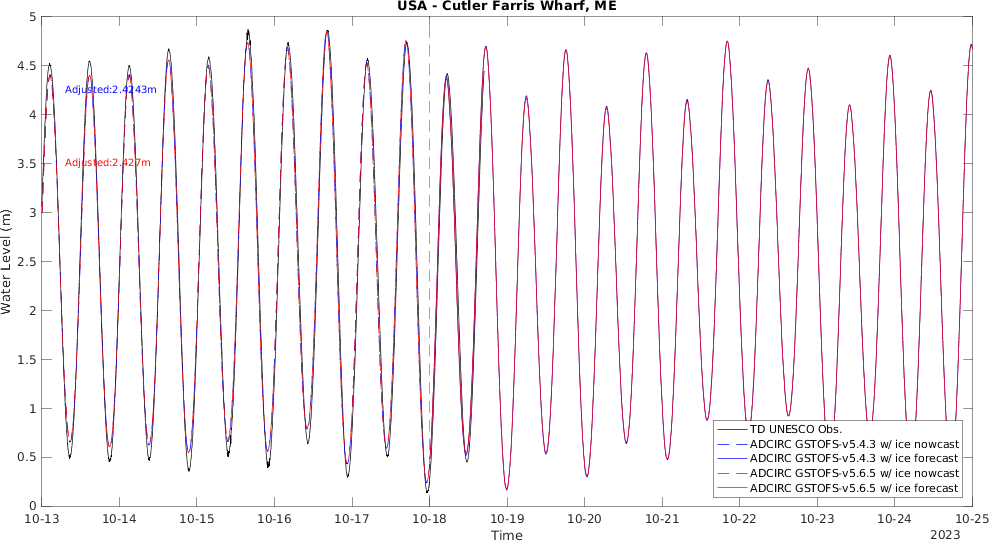 USA - Cutler Farris Wharf, ME
5
4.5
4
3.5
3
2.5
2
1.5
1
0.5
0
Water Level (m)
Adjusted:2.4243m
Adjusted:2.427m
TD UNESCO Obs.
ADCIRC GSTOFS-v5.4.3 w/ ice nowcast
ADCIRC GSTOFS-v5.4.3 w/ ice forecast
ADCIRC GSTOFS-v5.6.5 w/ ice nowcast
ADCIRC GSTOFS-v5.6.5 w/ ice forecast
10-13 10-14 10-15 10-16 10-17 10-18 10-19 10-20 10-21 10-22 10-23 10-24 10-25
Time
2023